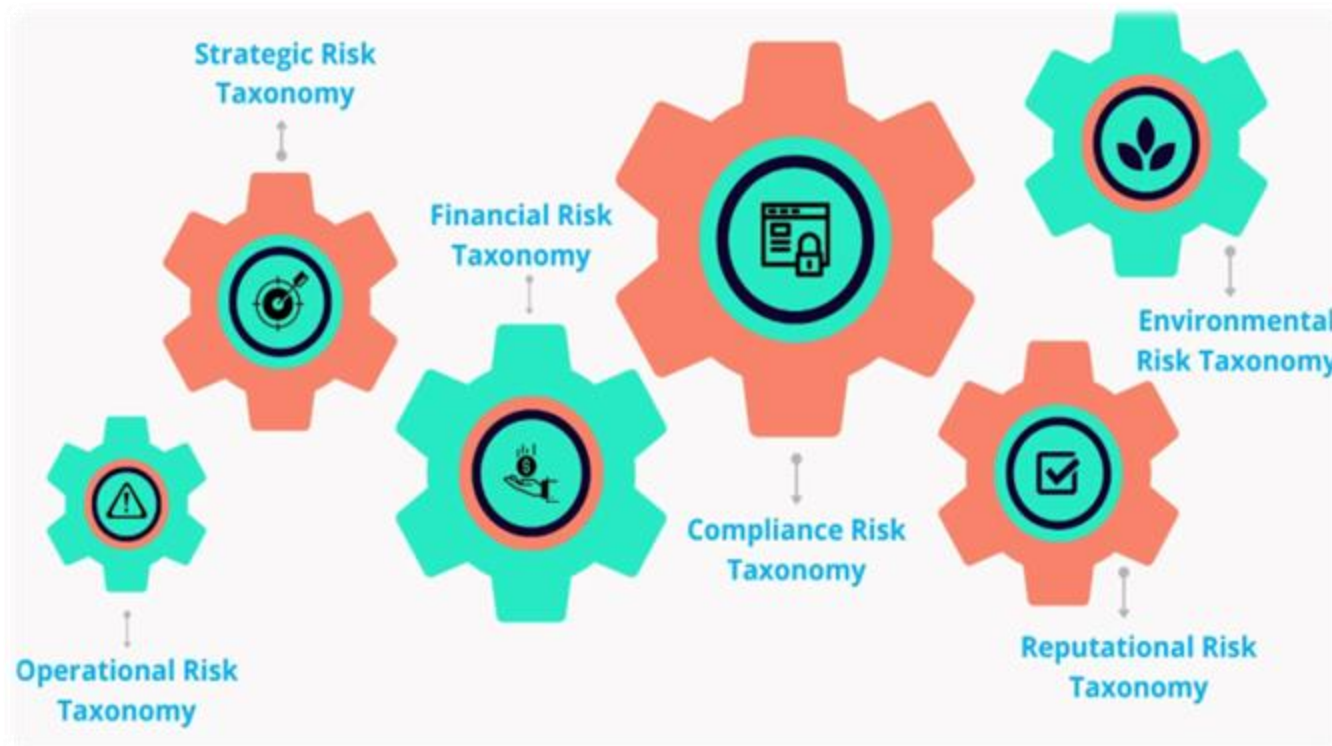 Strategic Risk
Taxonomy
Financial Risk
Taxonomy
Environmental
Risk Taxonomy
Compliance Risk
Taxonomy
Reputational Risk
Taxonomy
Operational Risk
Taxonomy